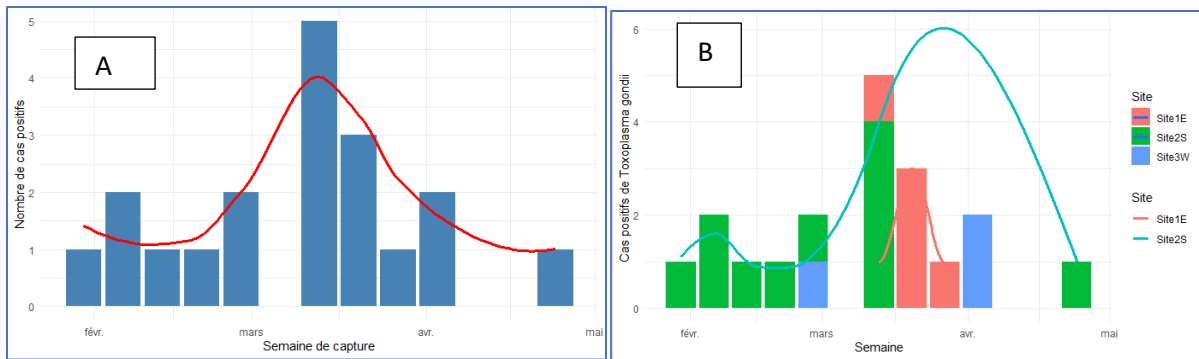 A
Nombre de cas positifs
5
4
3
2
1
0
févr.
mars
avr.
mai
Semaine de capture
B
Cas positifs de Toxoplasma gondii
6
4
2
0
févr.
mars
avr.
mai
Semaine
Site
Site1E
Site2S
Site3W
Site
Site1E
Site2S